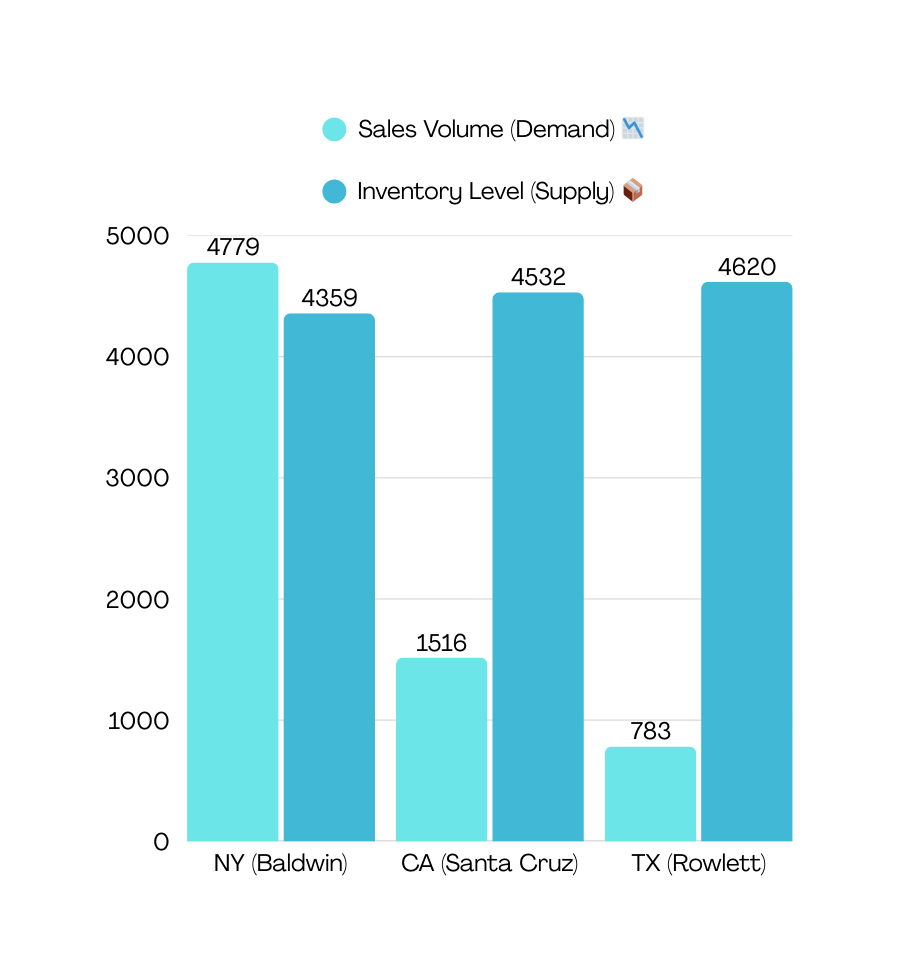 Sales Volume (Demand) 📉
Inventory Level (Supply) 📦
5000
4000
3000
2000
1000
0
4779
4359
1516
4532
783
4620
NY (Baldwin)
CA (Santa Cruz)
TX (Rowlett)